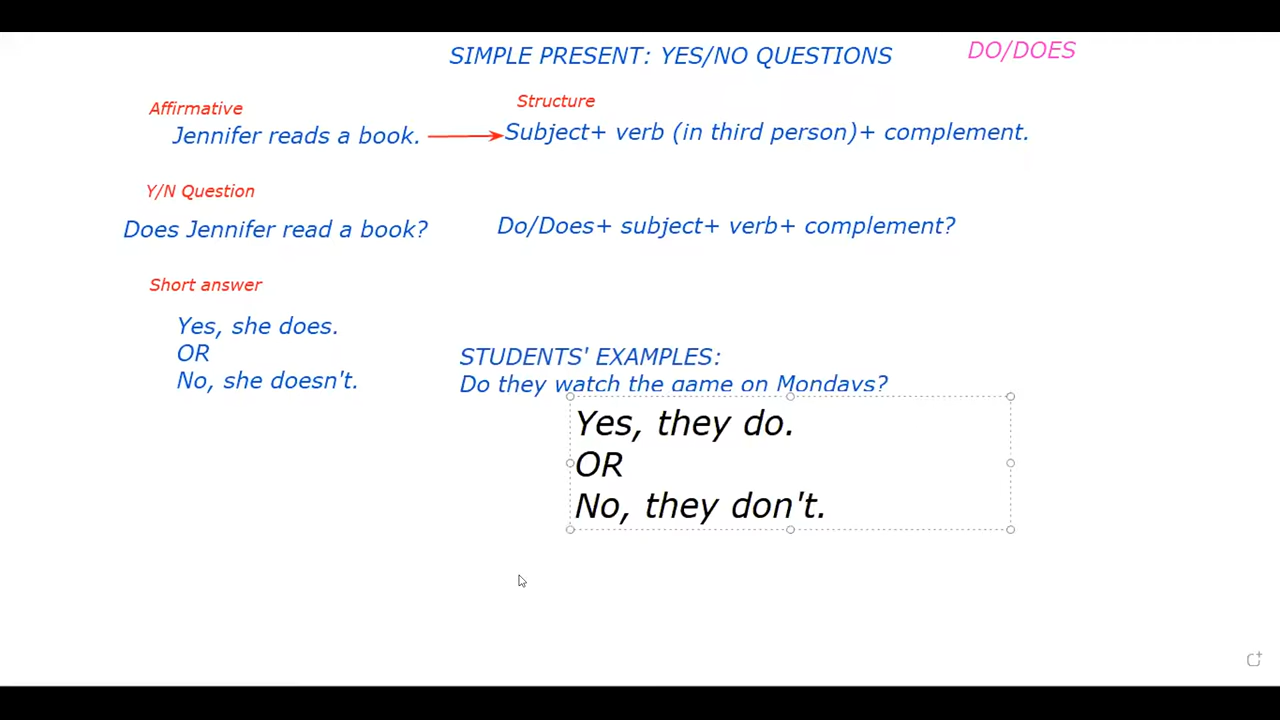 SIMPLE PRESENT: YES/NO QUESTIONS
DO/DOES
Affirmative
Structure
Jennifer reads a book.
Subject+ verb (in third person)+ complement.
Y/N Question
Does Jennifer read a book?
Do/Does+ subject+ verb+ complement?
Short answer
Yes, she does.
OR
No, she doesn't.
STUDENTS' EXAMPLES:
Do they watch the game on Mondays?
Yes, they do.
OR
No, they don't.